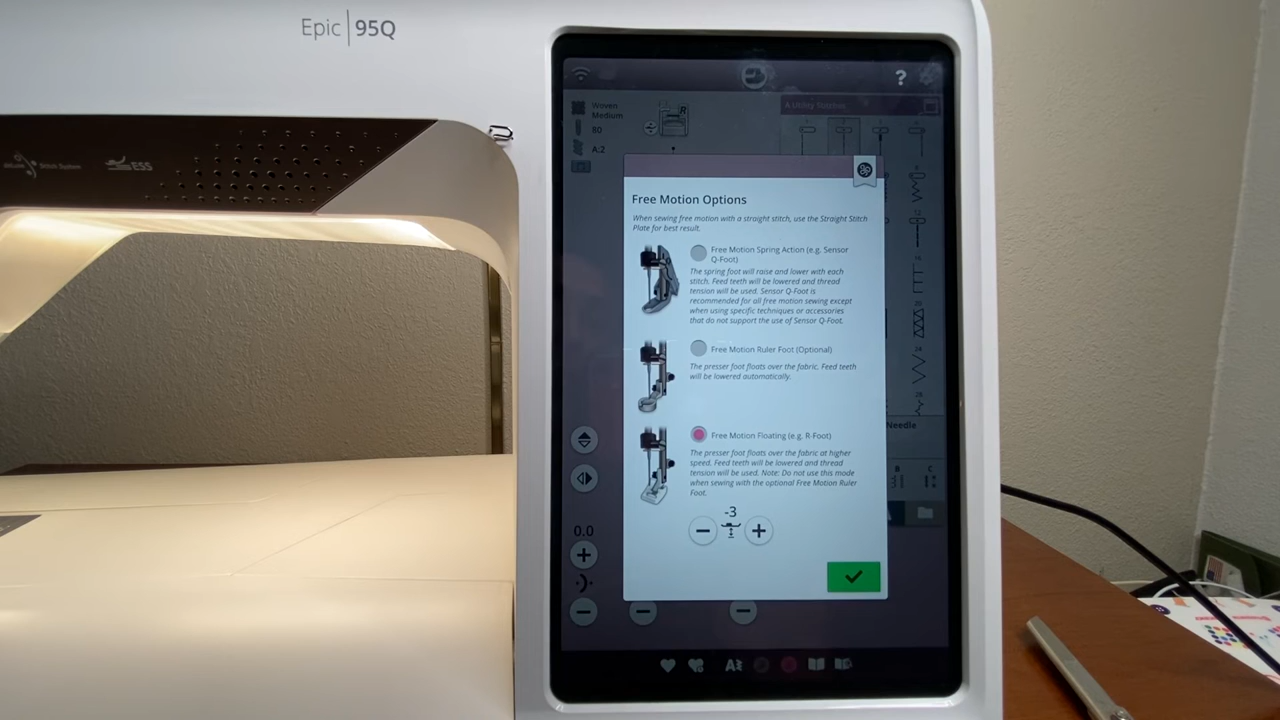 Epic | 95Q
?
Woven
Medium
80
A:2
R
A Utility Stitches
ESS
Stitch System
Free Motion Options
When sewing free motion with a straight stitch, use the Straight Stitch
Plate for best result.
Free Motion Spring Action (e.g. Sensor
Q-Foot)
The spring foot will raise and lower with each
stitch. Feed teeth will be lowered and thread
tension will be used. Sensor Q-Foot is
recommended for all free motion sewing except
when using specific techniques or accessories
that do not support the use of Sensor Q-Foot.
Free Motion Ruler Foot (Optional)
The presser foot floats over the fabric. Feed teeth
will be lowered automatically.
Free Motion Floating (e.g. R-Foot)
The presser foot floats over the fabric at higher
speed. Feed teeth will be lowered and thread
tension will be used. Note: Do not use this mode
when sewing with the optional Free Motion Ruler
Foot.
Needle
B C
-3
0.0
A